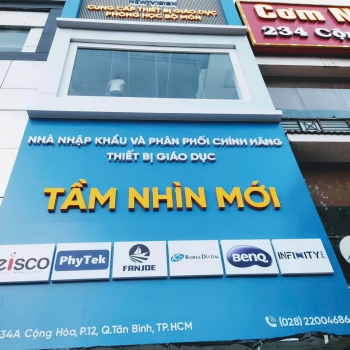 CUNG CẤP THIẾT BỊ GIÁO DỤC
PHÒNG HỌC BỘ MÔN
Cơm N
234 Cộn
NHÀ NHẬP KHẨU VÀ PHÂN PHỐI CHÍNH HÃNG
THIẾT BỊ GIÁO DỤC
TẦM NHÌN MỚI
eisco
PhyTek
FANJOE
KOREA DIGITAL
BenQ
INFINITY
34A Cộng Hòa, P.12, Q.Tân Bình, TP.HCM
(028) 22004686